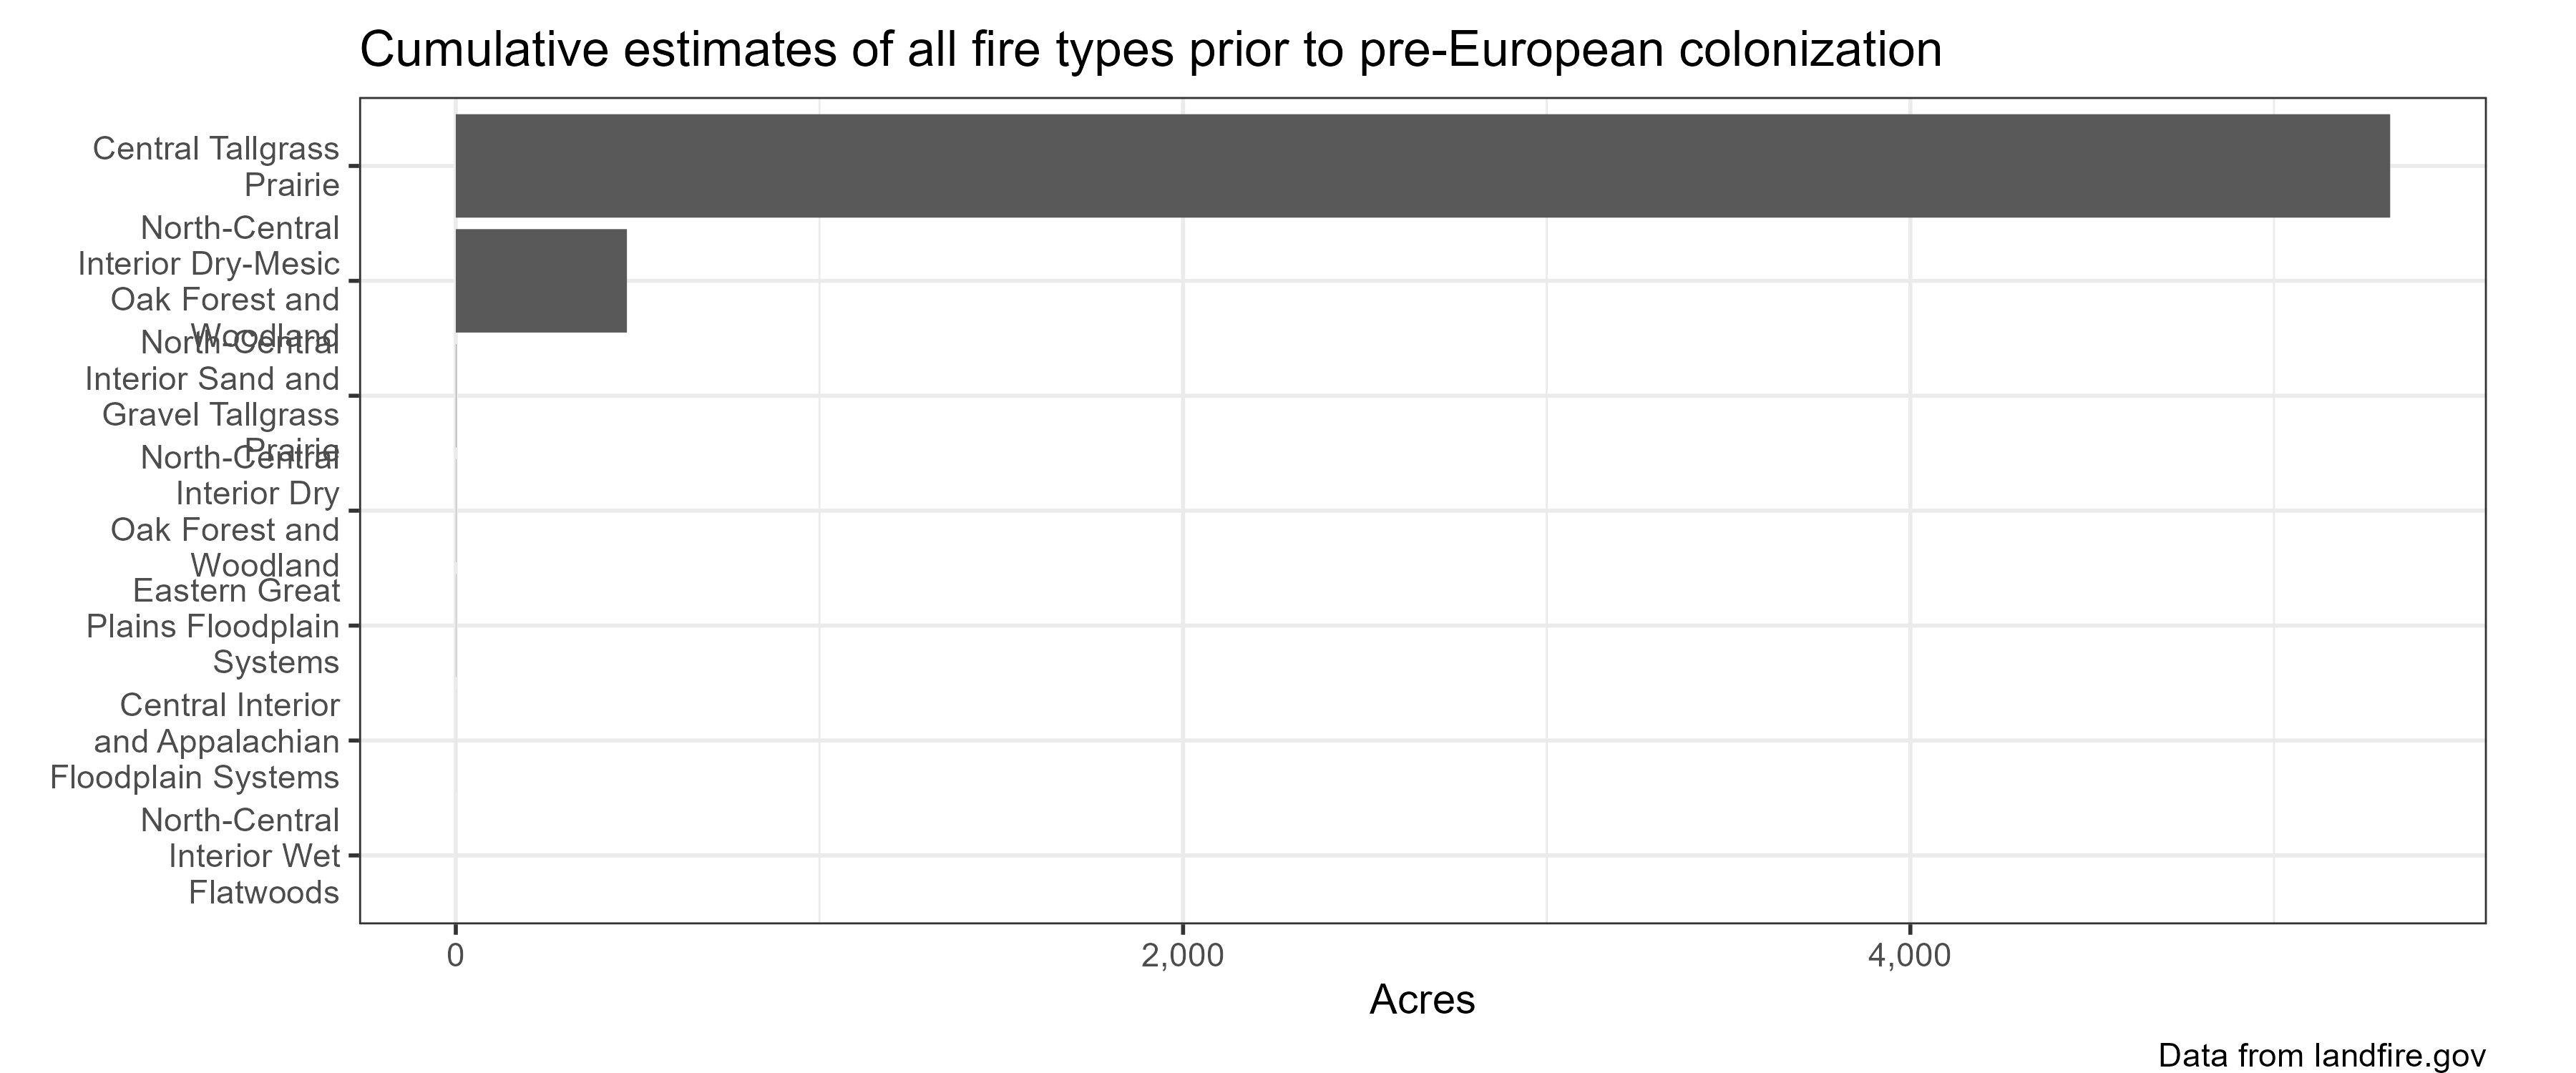 Cumulative estimates of all fire types prior to pre-European colonization
Central Tallgrass
Prairie
North-Central
Interior Dry-Mesic
Oak Forest and
Woodland
North-Central
Interior Sand and
Gravel Tallgrass
Prairie
North-Central
Interior Dry
Oak Forest and
Woodland
Eastern Great
Plains Floodplain
Systems
Central Interior
and Appalachian
Floodplain Systems
North-Central
Interior Wet
Flatwoods
0
2,000
4,000
Acres
Data from landfire.gov